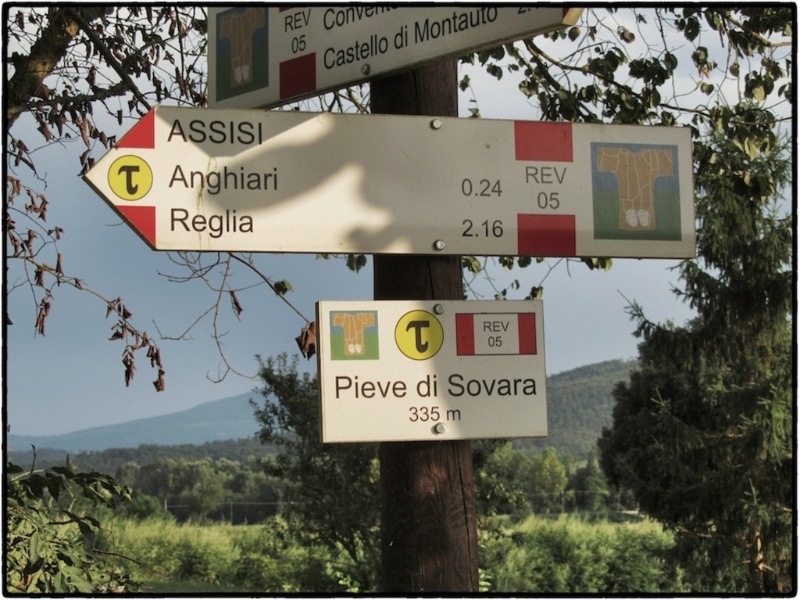 REV
05
Castello di Montauto
ASSISI
τ
Anghiari 0.24
Reglia 2.16
REV
05
τ
REV
05
Pieve di Sovara
335 m